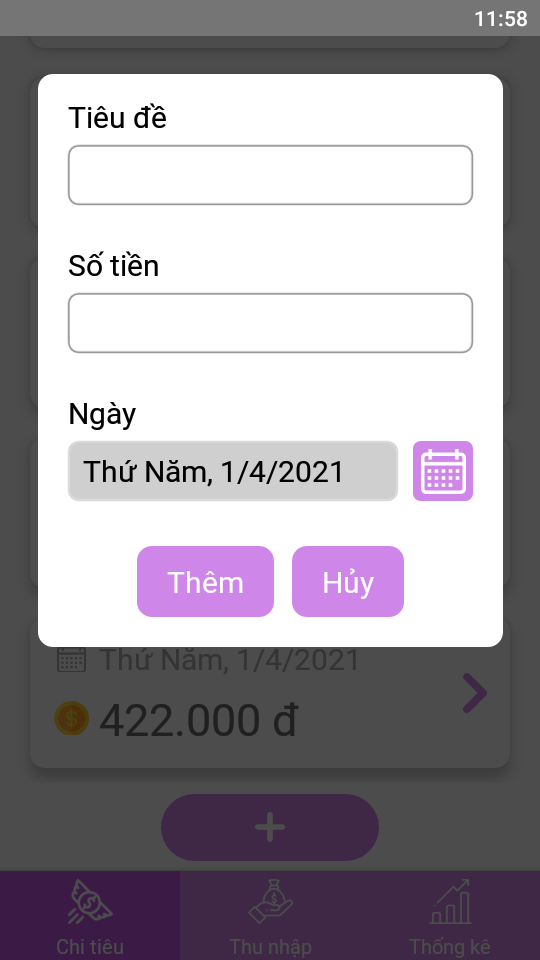 11:58
Tiêu đề
Số tiền
Ngày
Thứ Năm, 1/4/2021
Thêm Hủy
Thứ Năm, 1/4/2021
422.000 đ
Chi tiêu Thu nhập Thống kê